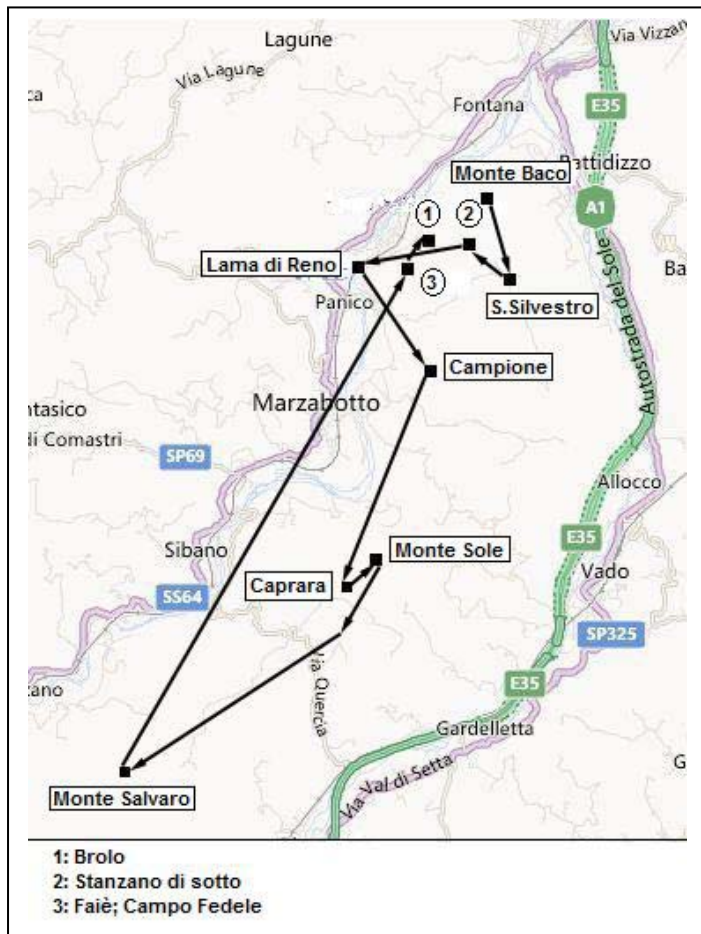 Lagune
Via Vizzan
Via Lagune
ca
Fontana
E35
Battidizzo
Monte Baco
A1
1
2
Lama di Reno
3
Ba
Panico
S.Silvestro
Autostrada del Sole
Campione
Marzabotto
ntasico
di Comastri
SP69
Allocco
E35
Sibano
Monte Sole
Vado
Caprara
SS64
SP325
Via Quercia
zano
E35
Gardelletta
G
Monte Salvaro
Via Val di Setta
1: Brolo
2: Stanzano di sotto
3: Faiè; Campo Fedele